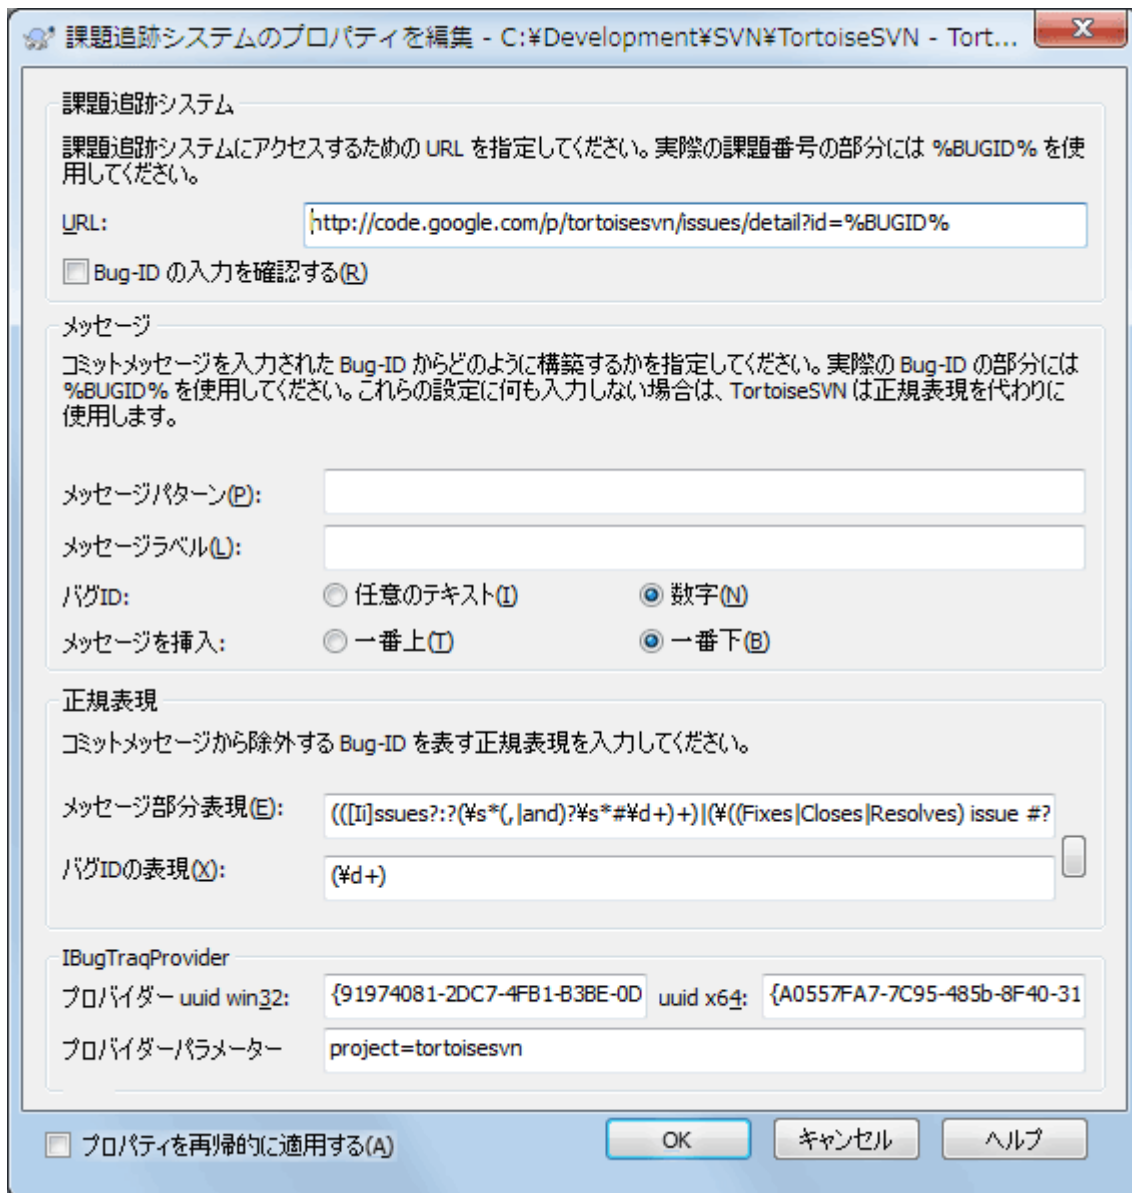 課題追跡システムのプロパティを編集 - C:¥Development¥SVN¥TortoiseSVN - Tort...
課題追跡システム
課題追跡システムにアクセスするための URL を指定してください。実際の課題番号の部分には %BUGID% を使
用してください。
URL: http://code.google.com/p/tortoisesvn/issues/detail?id=%BUGID%
Bug-ID の入力を確認する(R)
メッセージ
コミットメッセージを入力された Bug-ID からどのように構築するかを指定してください。実際の Bug-ID の部分には
%BUGID% を使用してください。これらの設定に何も入力しない場合は、TortoiseSVN は正規表現を代わりに
使用します。
メッセージパターン(P):
メッセージラベル(L):
バグID: 任意のテキスト(I) 数字(N)
メッセージを挿入: 一番上(T) 一番下(B)
正規表現
コミットメッセージから除外する Bug-ID を表す正規表現を入力してください。
メッセージ部分表現(E): (([Ii]ssues?:?(¥s*(,|and)?¥s*#¥d+)+)|(¥((Fixes|Closes|Resolves) issue #?
バグIDの表現(X): (¥d+)
IBugTraqProvider
プロバイダー uuid win32: {91974081-2DC7-4FB1-B3BE-0D uuid x64: {A0557FA7-7C95-485b-8F40-31
プロバイダーパラメーター project=tortoisesvn
プロパティを再帰的に適用する(A) OK キャンセル ヘルプ